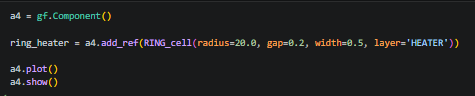 a4 = gf.Component()
ring_heater = a4.add_ref(RING_cell(radius=20.0, gap=0.2, width=0.5, layer='HEATER'))
a4.plot()
a4.show()